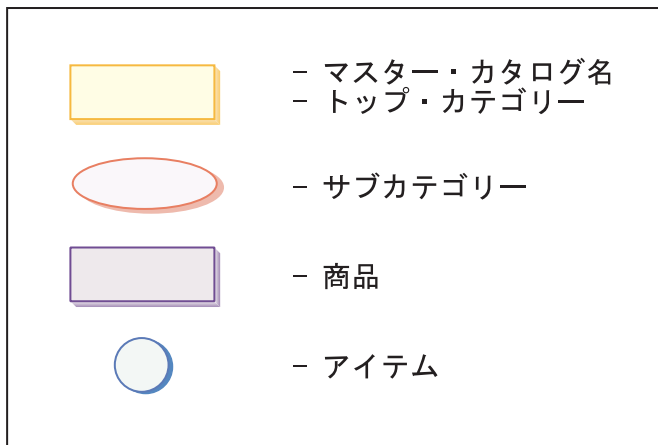 - マスター・カタログ名
- トップ・カテゴリー
- サブカテゴリー
- 商品
- アイテム